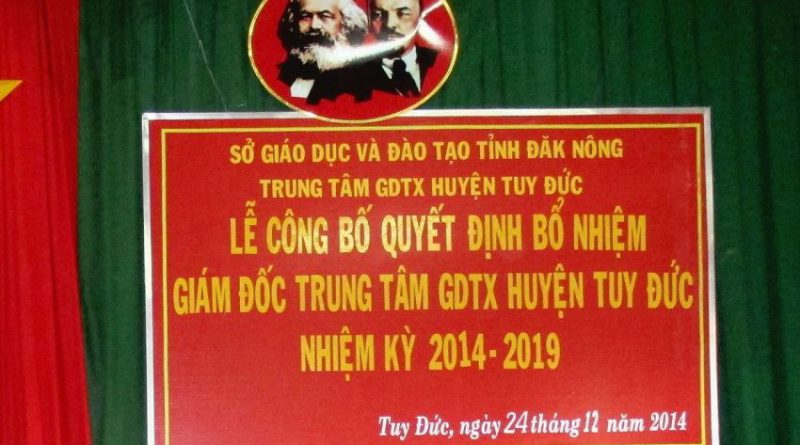 SỞ GIÁO DỤC VÀ ĐÀO TẠO TỈNH ĐĂK NÔNG
TRUNG TÂM GDTX HUYỆN TUY ĐỨC
LỄ CÔNG BỐ QUYẾT ĐỊNH BỔ NHIỆM
GIÁM ĐỐC TRUNG TÂM GDTX HUYỆN TUY ĐỨC
NHIỆM KỲ 2014-2019
Tuy Đức, ngày 24 tháng 12 năm 2014